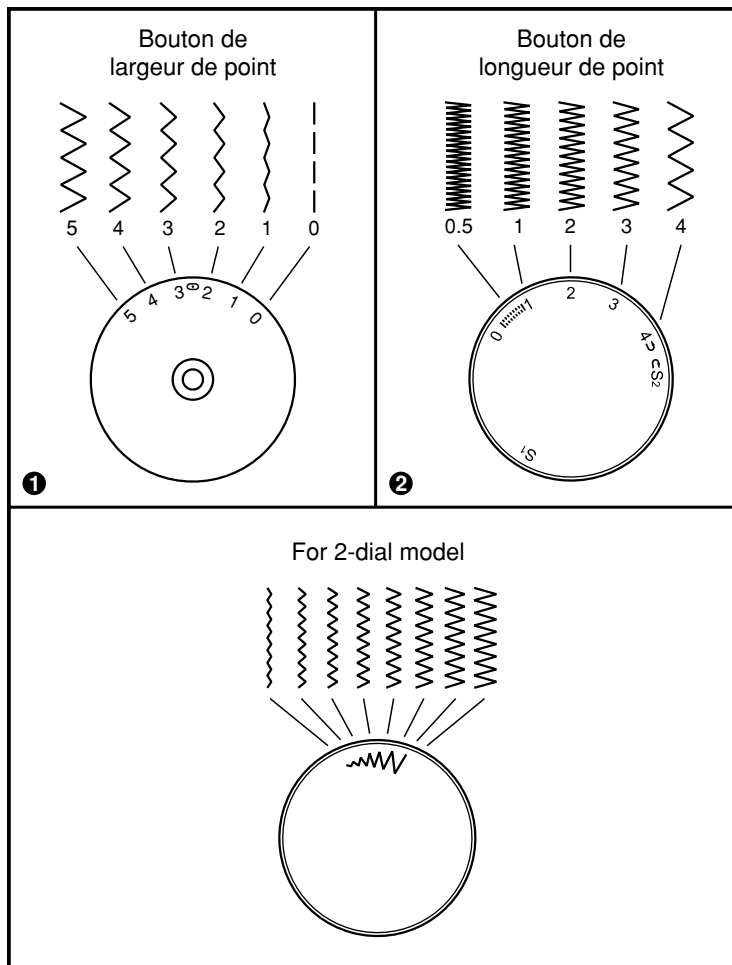 Bouton de
largeur de point
5 4 3 2 1 0
5 4 3 2 1 0
❶
Bouton de
longueur de point
0.5 1 2 3 4
0 1 2 3 4 S2
S1
❷
For 2-dial model